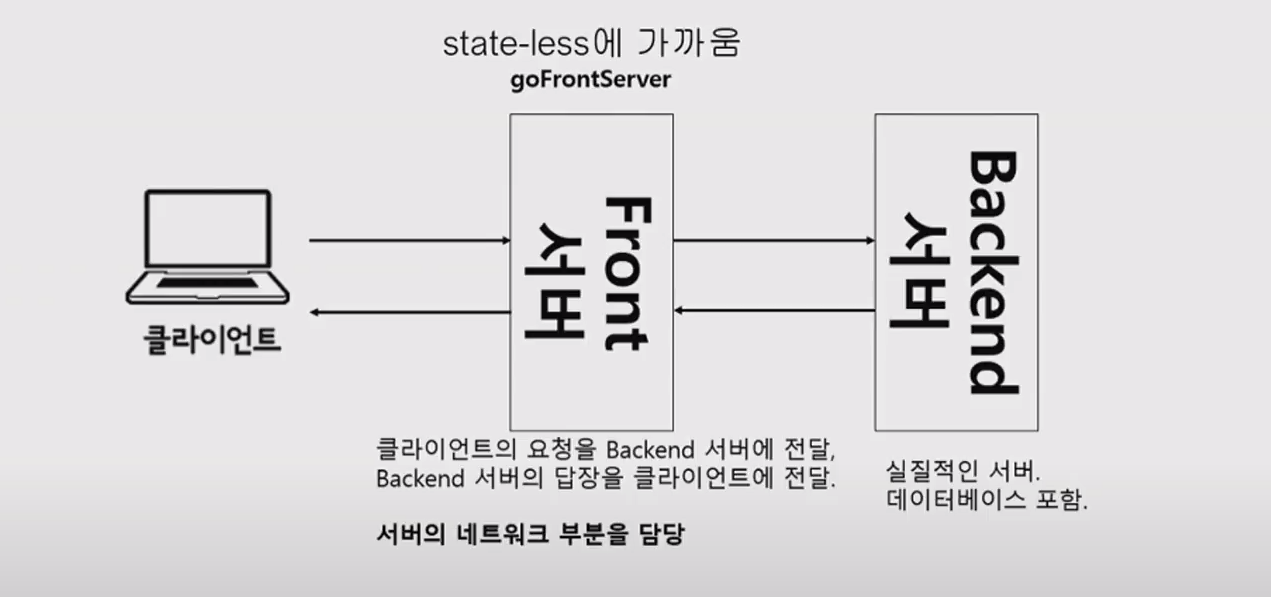 state-less에 가까움
goFrontServer
클라이언트
Front
서버
Backend
서버
클라이언트의 요청을 Backend 서버에 전달,
Backend 서버의 답장을 클라이언트에 전달.
서버의 네트워크 부분을 담당
실질적인 서버.
데이터베이스 포함.